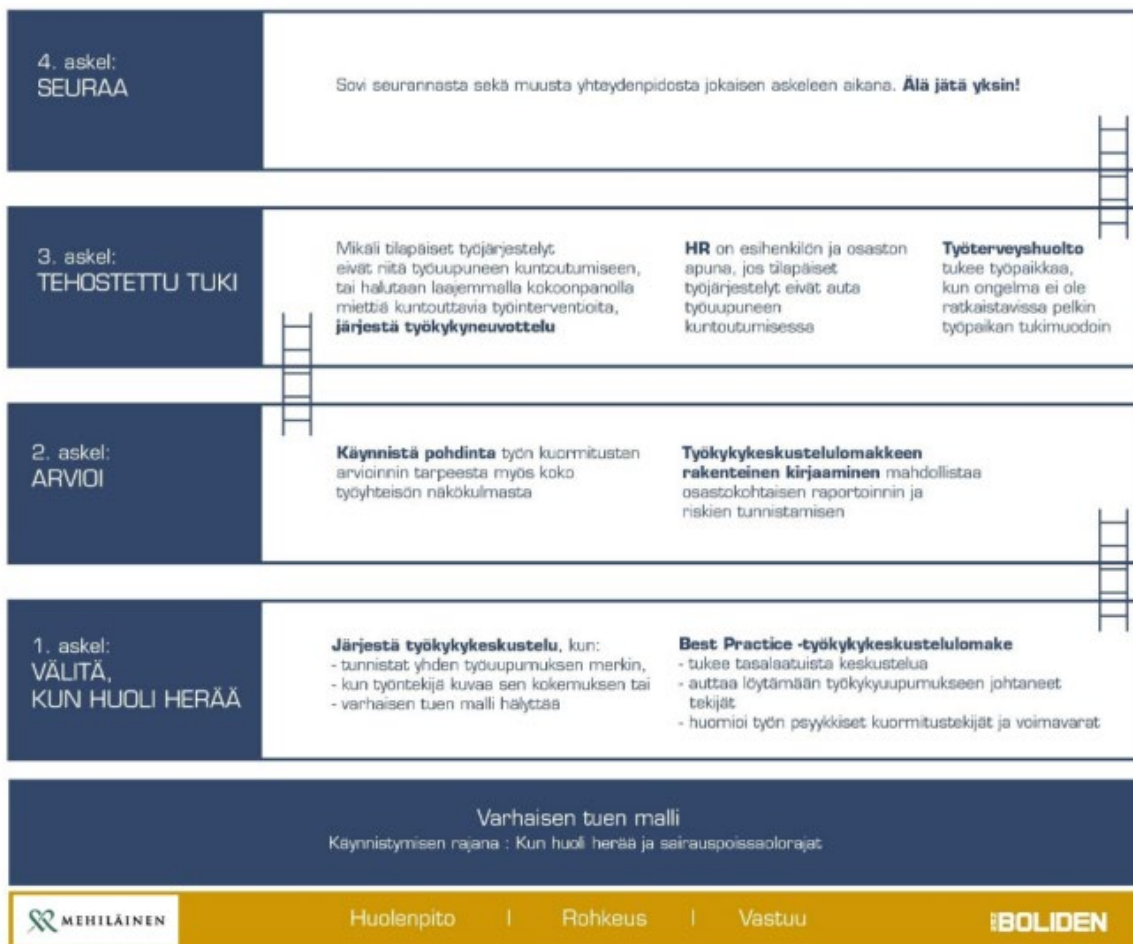 4. askel:
SEURAA
Sovi seurannasta sekä muusta yhteydenpidosta jokaisen askeleen aikana. Älä jätä yksin!
3. askel:
TEHOSTETTU TUKI
Mikäli tilapäiset työjärjestelyt
eivät riitä työuupuneen kuntoutumiseen,
tai halutaan laajemmalla kokoonpanolla
miettiä kuntouttavia työinterventioita,
järjestä työkykyneuvottelu
HR on esihenkilön ja osaston
apuna, jos tilapäiset
työjärjestelyt eivät auta
työuupuneen
kuntoutumisessa
Työterveyshuolto
tukee työpaikkaa,
kun ongelma ei ole
ratkaistavissa pelkin
työpaikan tukimuodoin
2. askel:
ARVIOI
Käynnistä pohdinta työn kuormitusten
arvioinnin tarpeesta myös koko
työyhteisön näkökulmasta
Työkykykeskustelulomakkeen
rakenteinen kirjaaminen mahdollistaa
osastokohtaisen raportoinnin ja
riskien tunnistamisen
1. askel:
VÄLITÄ,
KUN HUOLI HERÄÄ
Järjestä työkykykeskustelu, kun:
- tunnistat yhden työuupumuksen merkin,
- kun työntekijä kuvaa sen kokemuksen tai
- varhaisen tuen malli hälyttää
Best Practice -työkykykeskustelulomake
- tukee tasalaatuista keskustelua
- auttaa löytämään työkykyuupumukseen johtaneet
tekijät
- huomioi työn psyykkiset kuormitustekijät ja voimavarat
Varhaisen tuen malli
Käynnistymisen rajana : Kun huoli herää ja sairauspoissaolorajat
MEHILÄINEN
Huolenpito | Rohkeus | Vastuu
BOLIDEN